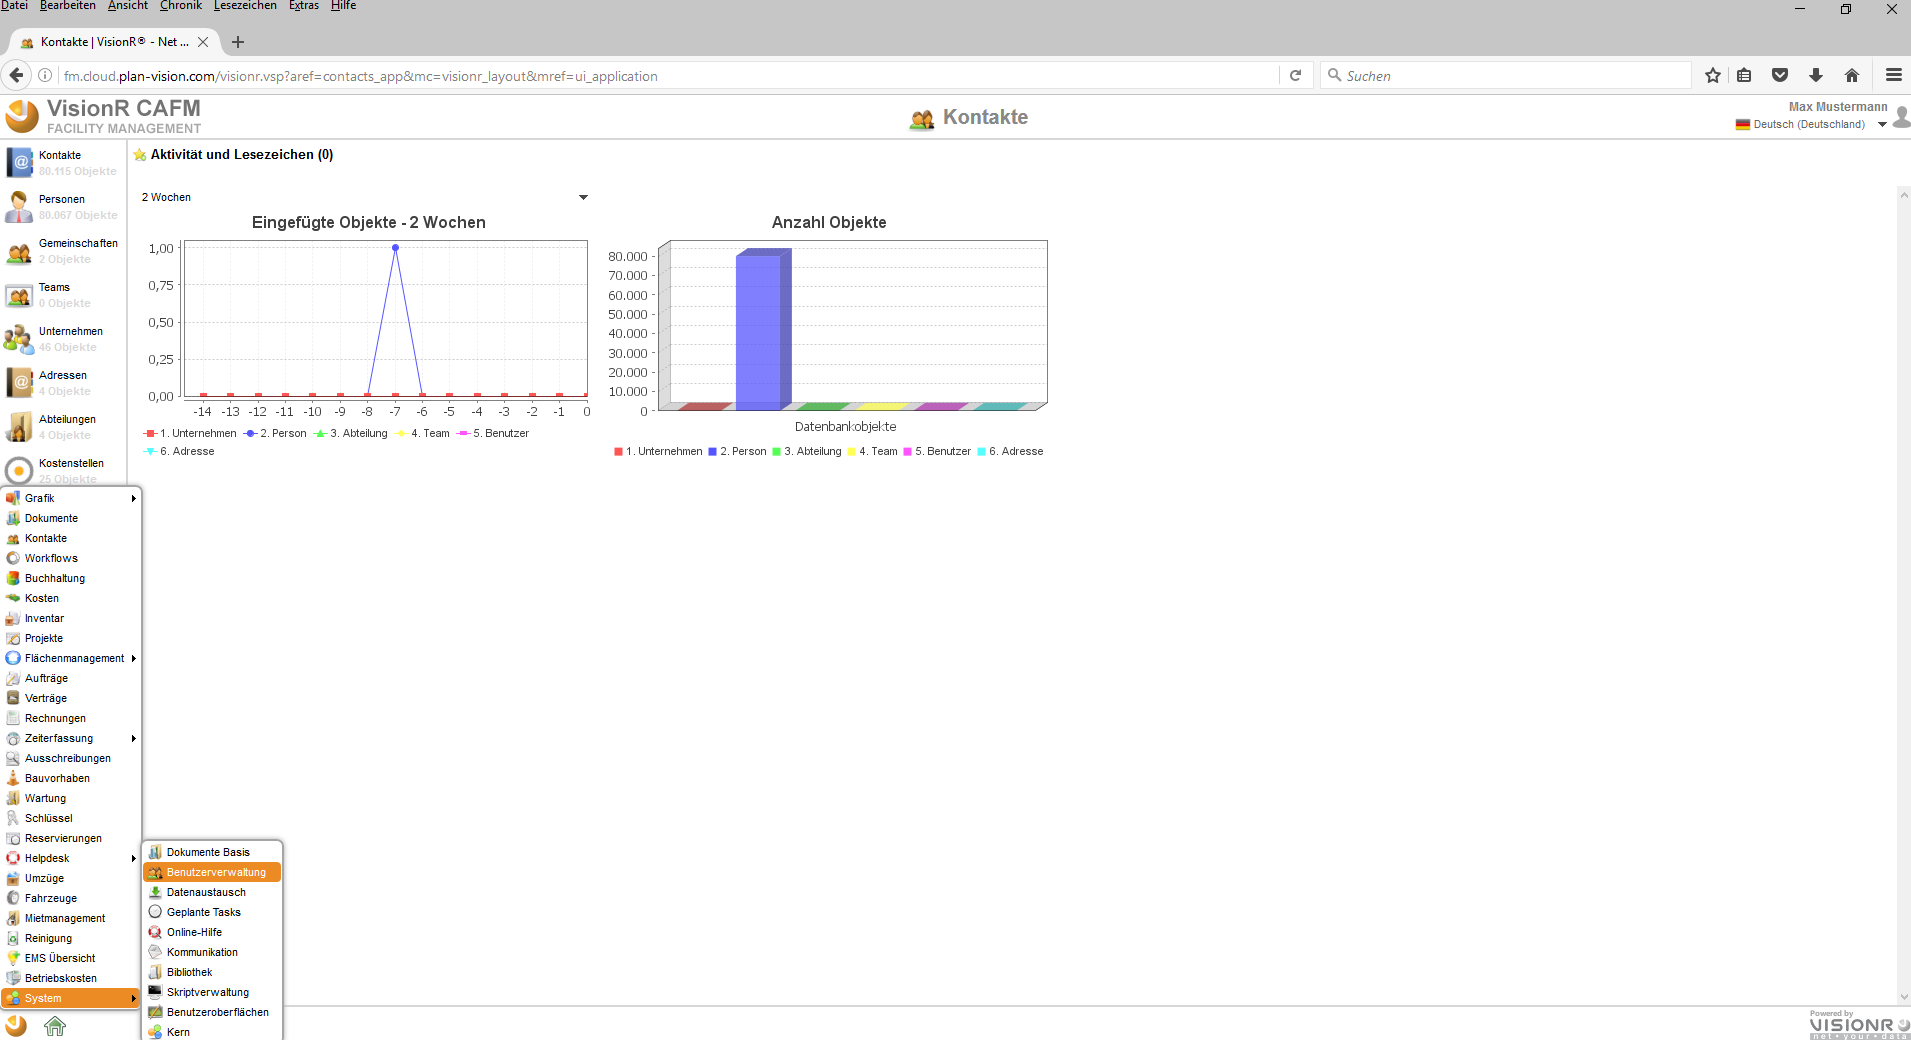 Datei Bearbeiten Ansicht Chronik Lesezeichen Extras Hilfe
Kontakte | VisionR® - Net ...
fm.cloud.plan-vision.com/visionr.vsp?aref=contacts_app&mc=visionr_layout&mref=ui_application
Suchen
VisionR CAFM
FACILITY MANAGEMENT
Kontakte
Max Mustermann
Deutsch (Deutschland)
Kontakte
80.115 Objekte
Personen
80.067 Objekte
Gemeinschaften
2 Objekte
Teams
0 Objekte
Unternehmen
46 Objekte
Adressen
4 Objekte
Abteilungen
4 Objekte
Kostenstellen
25 Objekte
Aktivität und Lesezeichen (0)
2 Wochen
Eingefügte Objekte - 2 Wochen
1,00
0,75
0,50
0,25
0,00
-14 -13 -12 -11 -10 -9 -8 -7 -6 -5 -4 -3 -2 -1 0
1. Unternehmen 2. Person 3. Abteilung 4. Team 5. Benutzer
6. Adresse
Anzahl Objekte
80.000
70.000
60.000
50.000
40.000
30.000
20.000
10.000
0
Datenbankobjekte
1. Unternehmen 2. Person 3. Abteilung 4. Team 5. Benutzer 6. Adresse
Grafik
Dokumente
Kontakte
Workflows
Buchhaltung
Kosten
Inventar
Projekte
Flächenmanagement
Aufträge
Verträge
Rechnungen
Zeiterfassung
Ausschreibungen
Bauvorhaben
Wartung
Schlüssel
Reservierungen
Helpdesk
Umzüge
Fahrzeuge
Mietmanagement
Reinigung
EMS Übersicht
Betriebskosten
System
Dokumente Basis
Benutzerverwaltung
Datenaustausch
Geplante Tasks
Online-Hilfe
Kommunikation
Bibliothek
Skriptverwaltung
Benutzeroberflächen
Kern
Powered by
VISIONR
net•your•data